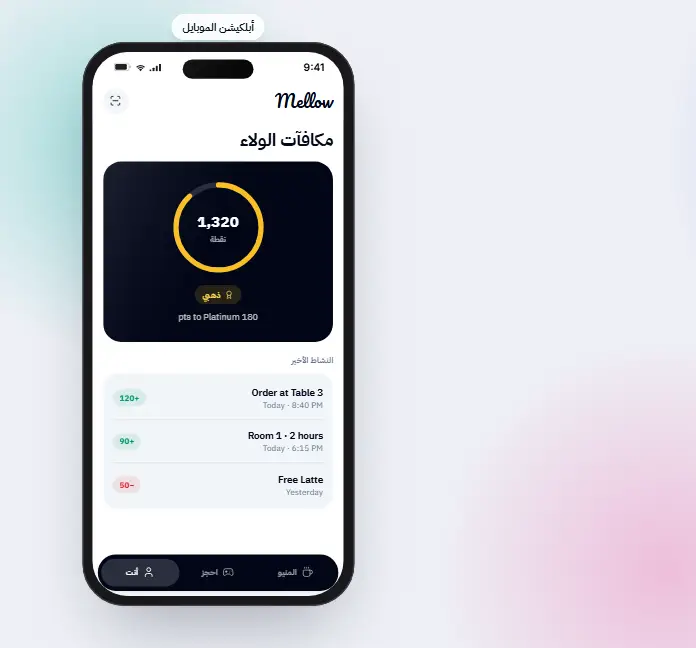 أبلكيشن الموبايل
9:41
Mellow
مكافآت الولاء
1,320
نقطة
ذهبي
pts to Platinum 180
النشاط الأخير
Order at Table 3
Today · 8:40 PM
120+
Room 1 · 2 hours
Today · 6:15 PM
90+
Free Latte
Yesterday
50−
المنيو
احجز
أنت